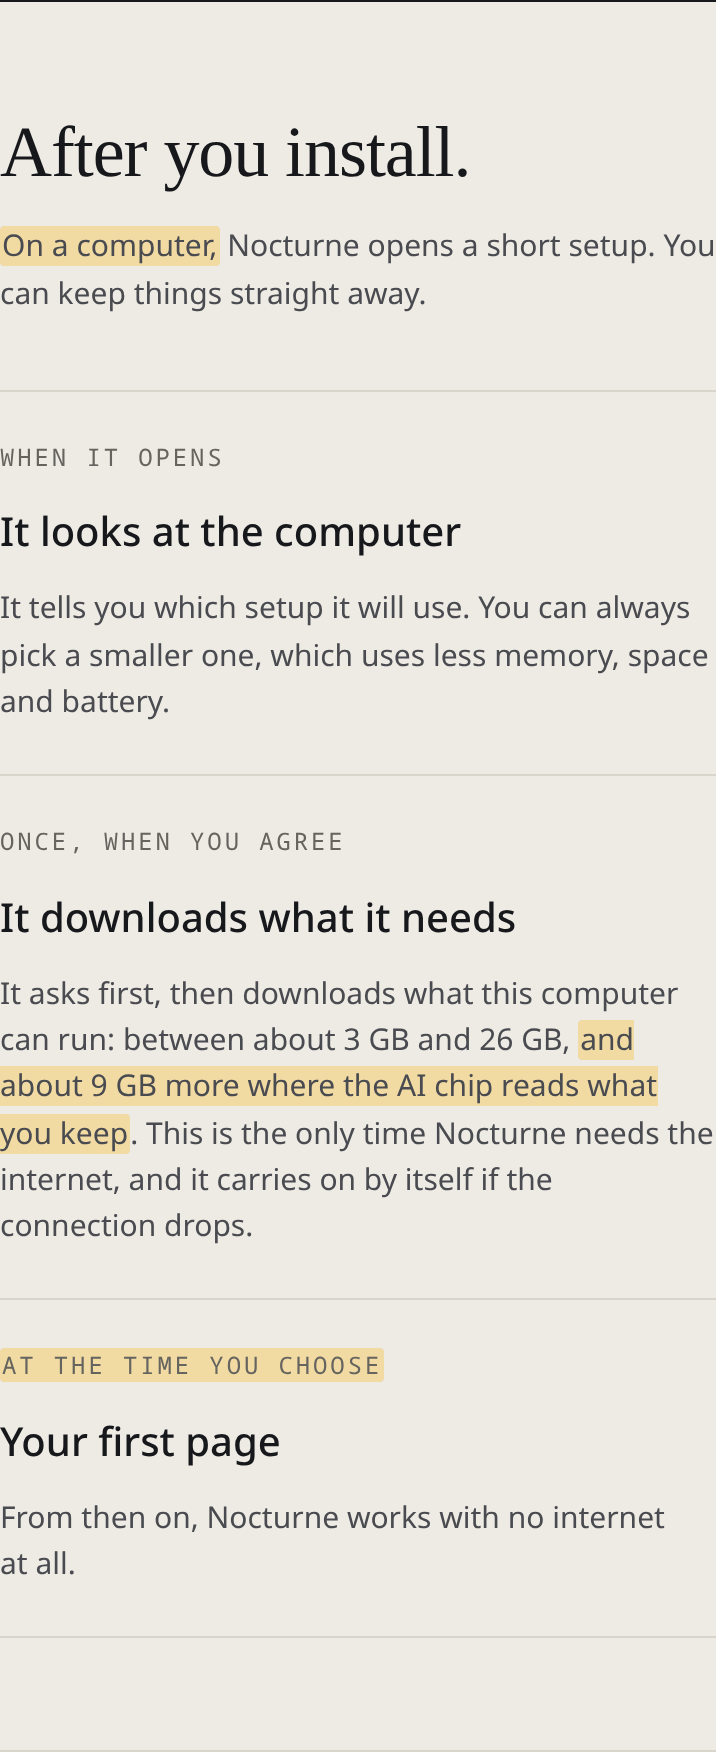 After you install.
On a computer, Nocturne opens a short setup. You
can keep things straight away.
WHEN IT OPENS
It looks at the computer
It tells you which setup it will use. You can always
pick a smaller one, which uses less memory, space
and battery.
ONCE, WHEN YOU AGREE
It downloads what it needs
It asks first, then downloads what this computer
can run: between about 3 GB and 26 GB, and
about 9 GB more where the AI chip reads what
you keep. This is the only time Nocturne needs the
internet, and it carries on by itself if the
connection drops.
AT THE TIME YOU CHOOSE
Your first page
From then on, Nocturne works with no internet
at all.